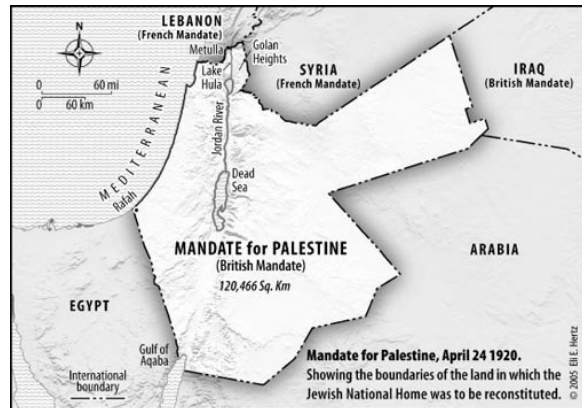 LEBANON
(French Mandate)
N
Metulla
Golan
Heights
0 60 mi
0 60 km
Lake
Hula
SYRIA
(French Mandate)
IRAQ
(British Mandate)
MEDITERRANEAN
Jordan River
Dead
Sea
Rafah
MANDATE for PALESTINE
(British Mandate)
120,466 Sq. Km
ARABIA
EGYPT
Gulf of
Aqaba
International
boundary
Mandate for Palestine, April 24 1920.
Showing the boundaries of the land in which the
Jewish National Home was to be reconstituted.
© 2005 Eli E. Hertz